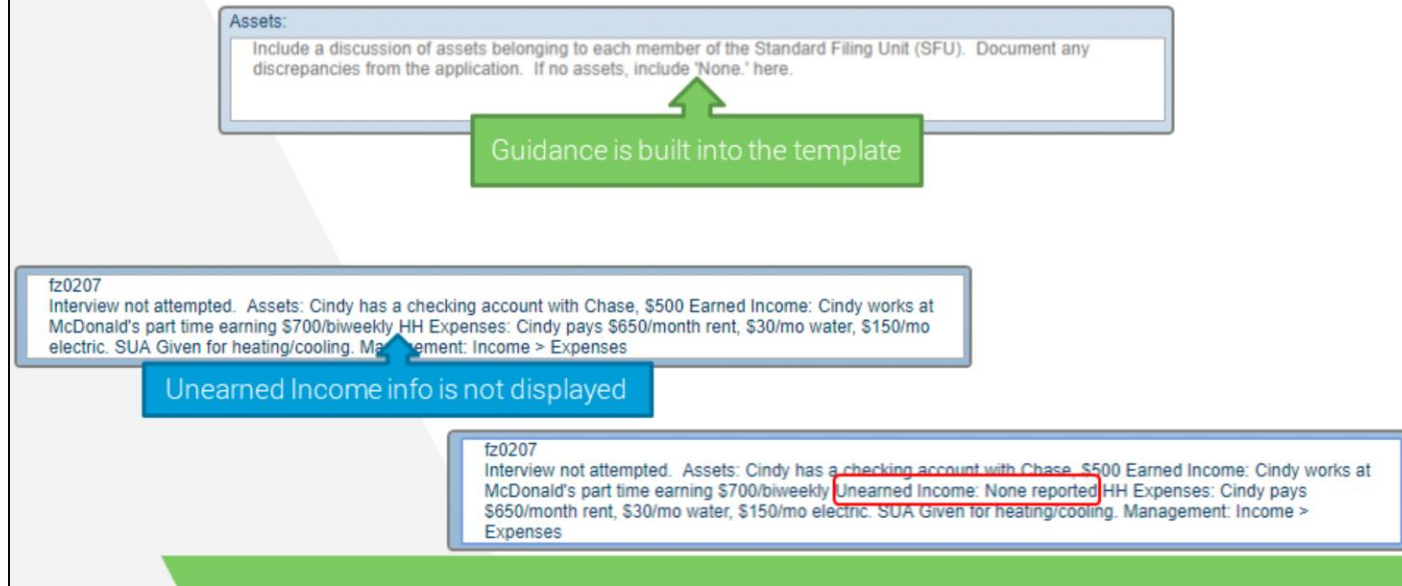 Assets:
Include a discussion of assets belonging to each member of the Standard Filing Unit (SFU).  Document any
discrepancies from the application.  If no assets, include 'None.' here.
Guidance is built into the template
fz0207
Interview not attempted.  Assets: Cindy has a checking account with Chase, $500 Earned Income: Cindy works at
McDonald's part time earning $700/biweekly HH Expenses: Cindy pays $650/month rent, $30/mo water, $150/mo
electric. SUA Given for heating/cooling. Management: Income > Expenses
Unearned Income info is not displayed
fz0207
Interview not attempted.  Assets: Cindy has a checking account with Chase, $500 Earned Income: Cindy works at
McDonald's part time earning $700/biweekly Unearned Income: None reported HH Expenses: Cindy pays
$650/month rent, $30/mo water, $150/mo electric. SUA Given for heating/cooling. Management: Income >
Expenses